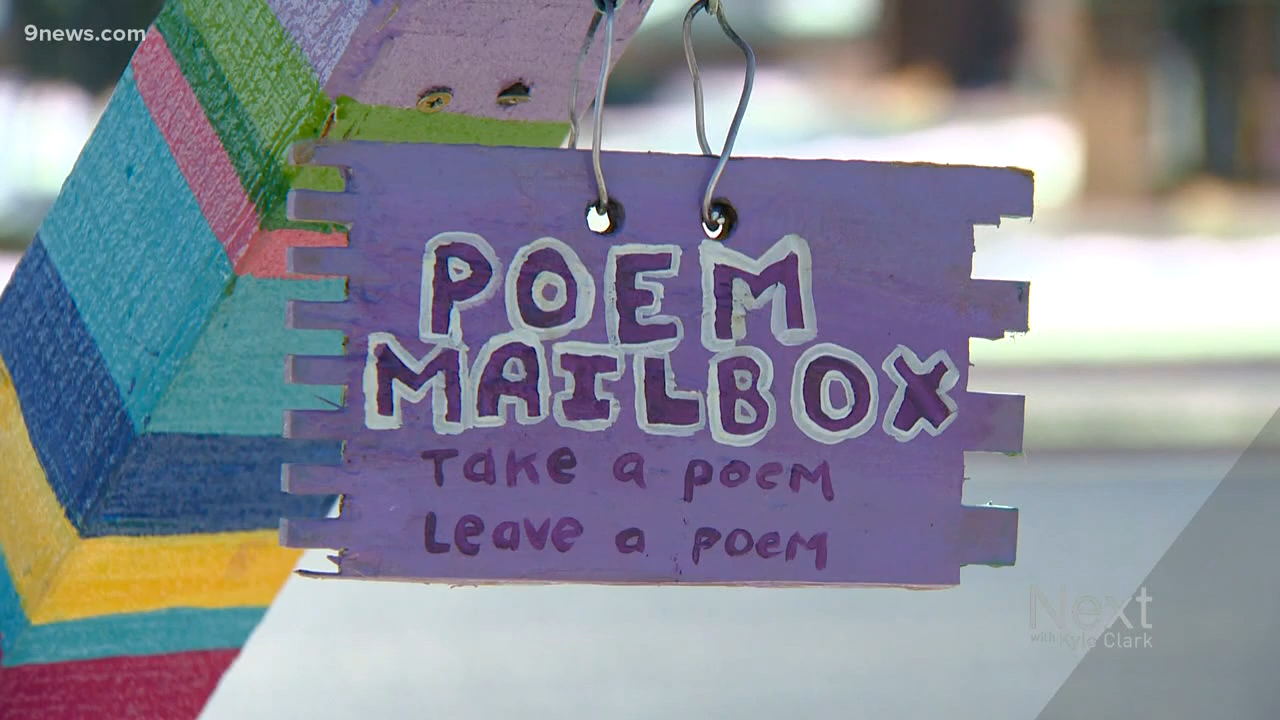 9news.com
POEM
MAILBOX
Take a poem
Leave a poem
Next
with Kyle Clark